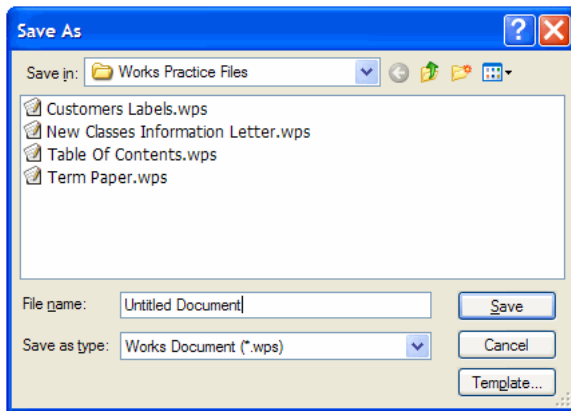 Save As
?
Save in: Works Practice Files
Customers Labels.wps
New Classes Information Letter.wps
Table Of Contents.wps
Term Paper.wps
File name: Untitled Document Save
Save as type: Works Document (*.wps) Cancel
Template...